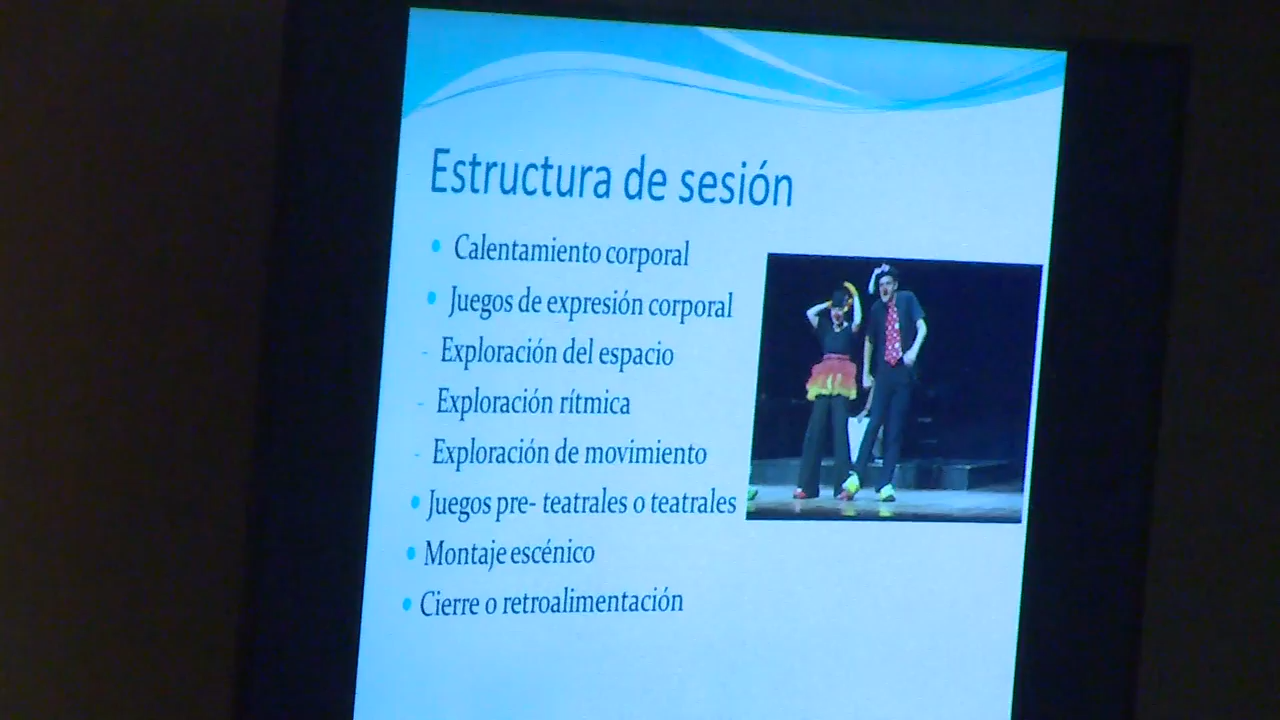 Estructura de sesión
• Calentamiento corporal
• Juegos de expresión corporal
- Exploración del espacio
- Exploración rítmica
- Exploración de movimiento
• Juegos pre- teatrales o teatrales
• Montaje escénico
• Cierre o retroalimentación